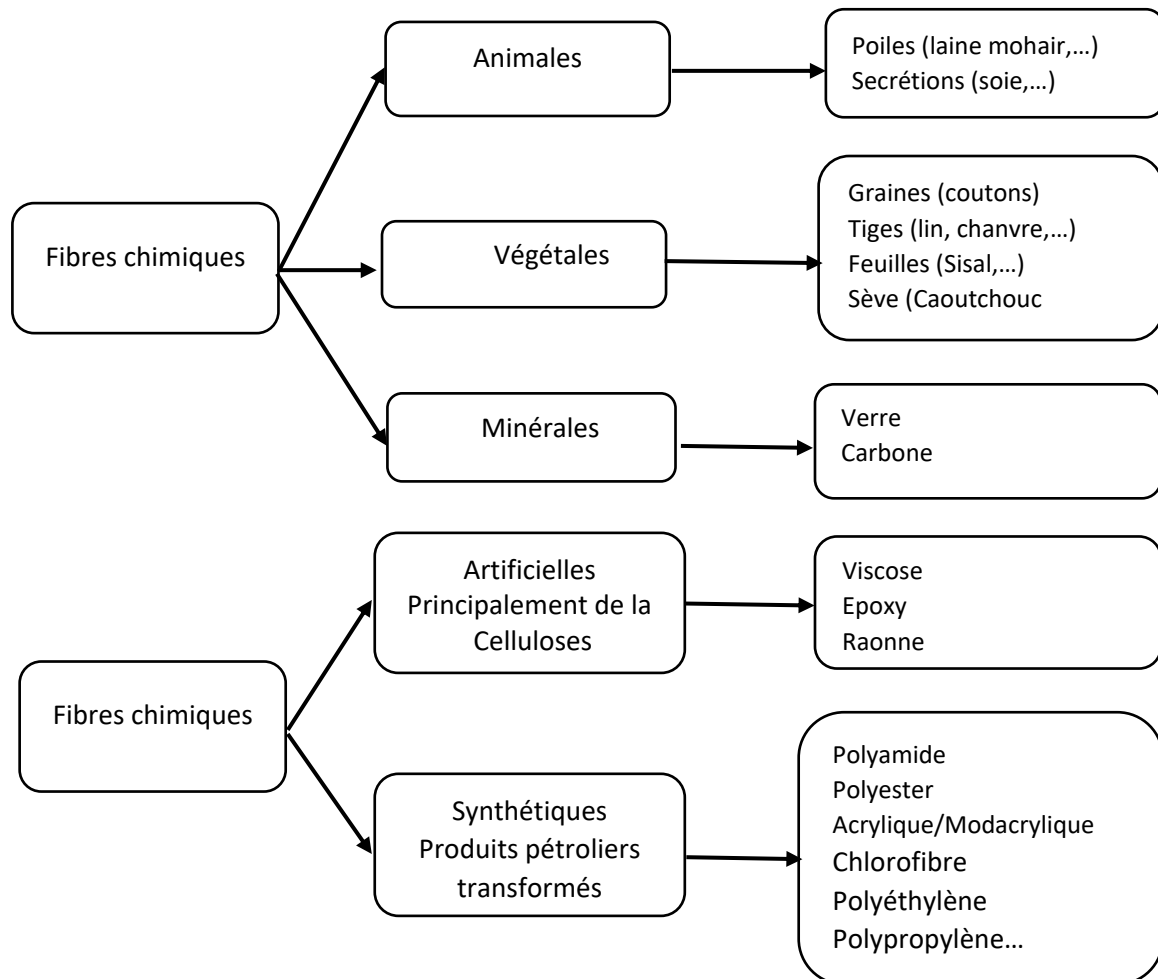 Fibres chimiques
Animales
Poiles (laine mohair,…)
Secrétions (soie,…)
Végétales
Graines (coutons)
Tiges (lin, chanvre,…)
Feuilles (Sisal,…)
Sève (Caoutchouc
Minérales
Verre
Carbone
Fibres chimiques
Artificielles
Principalement de la
Celluloses
Viscose
Epoxy
Raonne
Synthétiques
Produits pétroliers
transformés
Polyamide
Polyester
Acrylique/Modacrylique
Chlorofibre
Polyéthylène
Polypropylène…